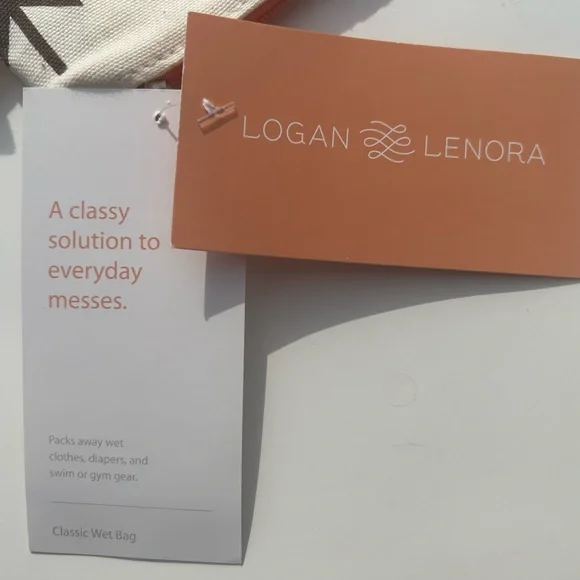 LOGAN LENORA
A classy
solution to
everyday
messes.
Packs away wet
clothes, diapers, and
swim or gym gear.
Classic Wet Bag